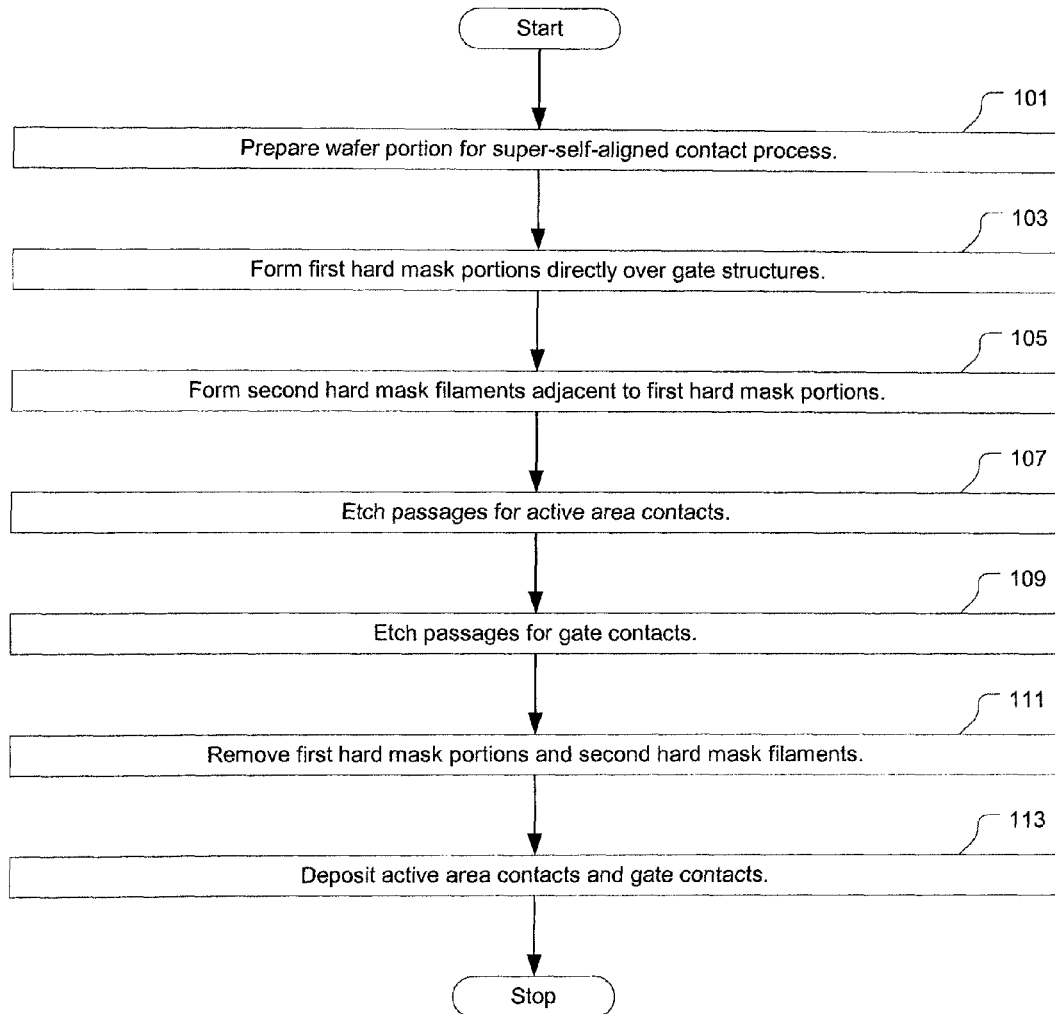 Start
101
Prepare wafer portion for super-self-aligned contact process.
103
Form first hard mask portions directly over gate structures.
105
Form second hard mask filaments adjacent to first hard mask portions.
107
Etch passages for active area contacts.
109
Etch passages for gate contacts.
111
Remove first hard mask portions and second hard mask filaments.
113
Deposit active area contacts and gate contacts.
Stop